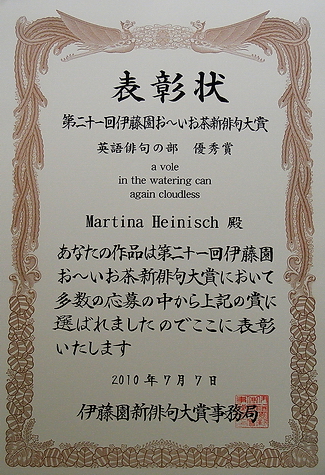 表彰状
第二十一回伊藤園お〜いお茶新俳句大賞
英語俳句の部 優秀賞
a vole
in the watering can
again cloudless
Martina Heinisch 殿
あなたの作品は第二十一回伊藤園
お〜いお茶新俳句大賞において
多数の応募の中から上記の賞に
選ばれましたのでここに表彰
いたします
2010年7月7日
伊藤園新俳句大賞事務局